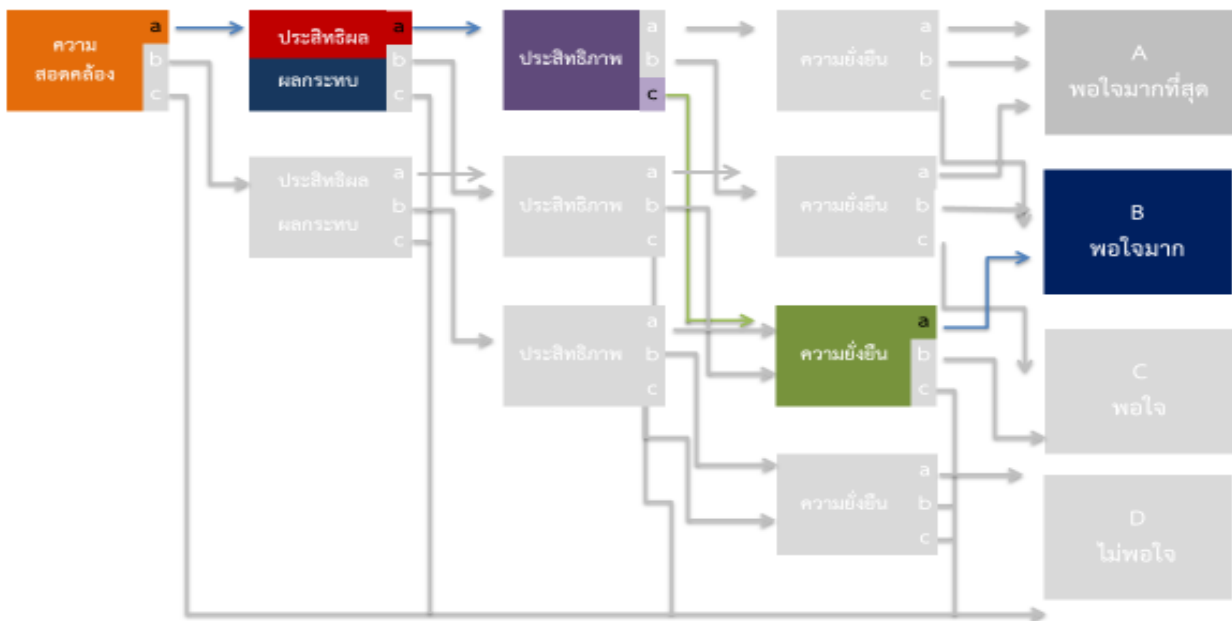 ความ
สอดคล้อง
a
b
c
ประสิทธิผล
ผลกระทบ
a
b
c
ประสิทธิภาพ
a
b
c
ความยั่งยืน
a
b
c
A
พอใจมากที่สุด
ประสิทธิผล
ผลกระทบ
a
b
c
ประสิทธิภาพ
a
b
c
ความยั่งยืน
a
b
c
B
พอใจมาก
ประสิทธิภาพ
a
b
c
ความยั่งยืน
a
b
c
C
พอใจ
ความยั่งยืน
a
b
c
D
ไม่พอใจ